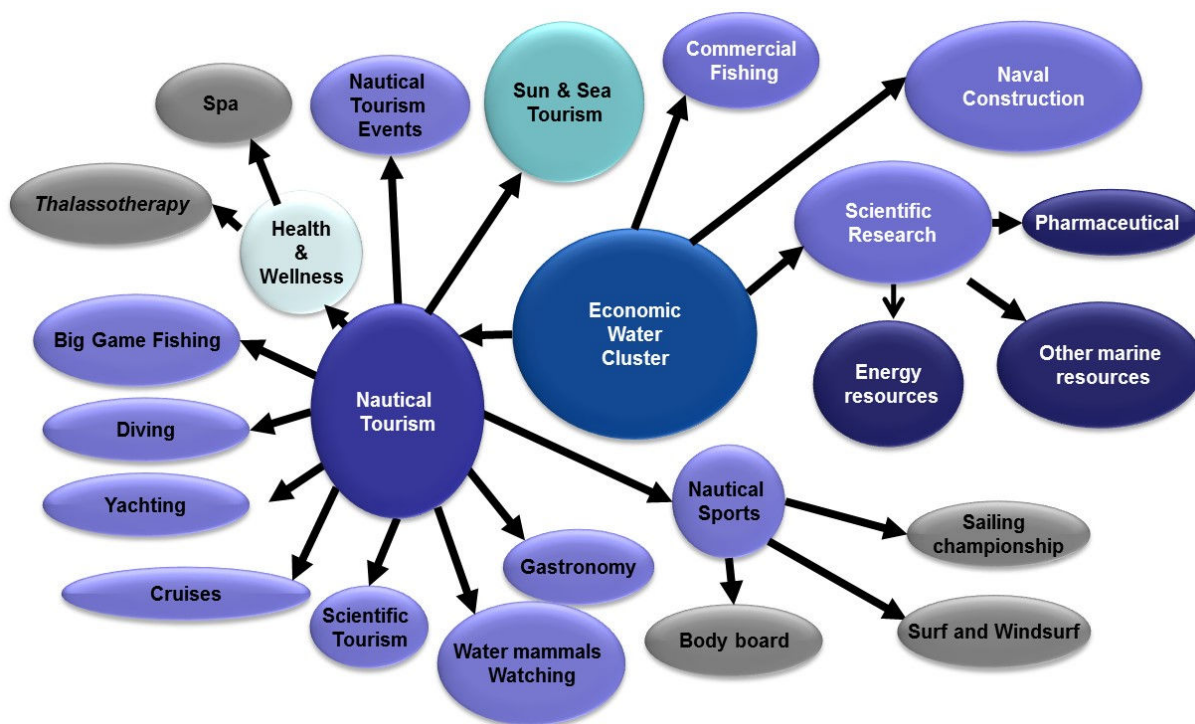 Commercial
Fishing
Naval
Construction
Nautical
Tourism
Events
Sun & Sea
Tourism
Spa
Thalassotherapy
Health
&
Wellness
Scientific
Research
Pharmaceutical
Economic
Water
Cluster
Big Game Fishing
Energy
resources
Other marine
resources
Nautical
Tourism
Diving
Yachting
Nautical
Sports
Sailing
championship
Gastronomy
Cruises
Scientific
Tourism
Water mammals
Watching
Body board
Surf and Windsurf